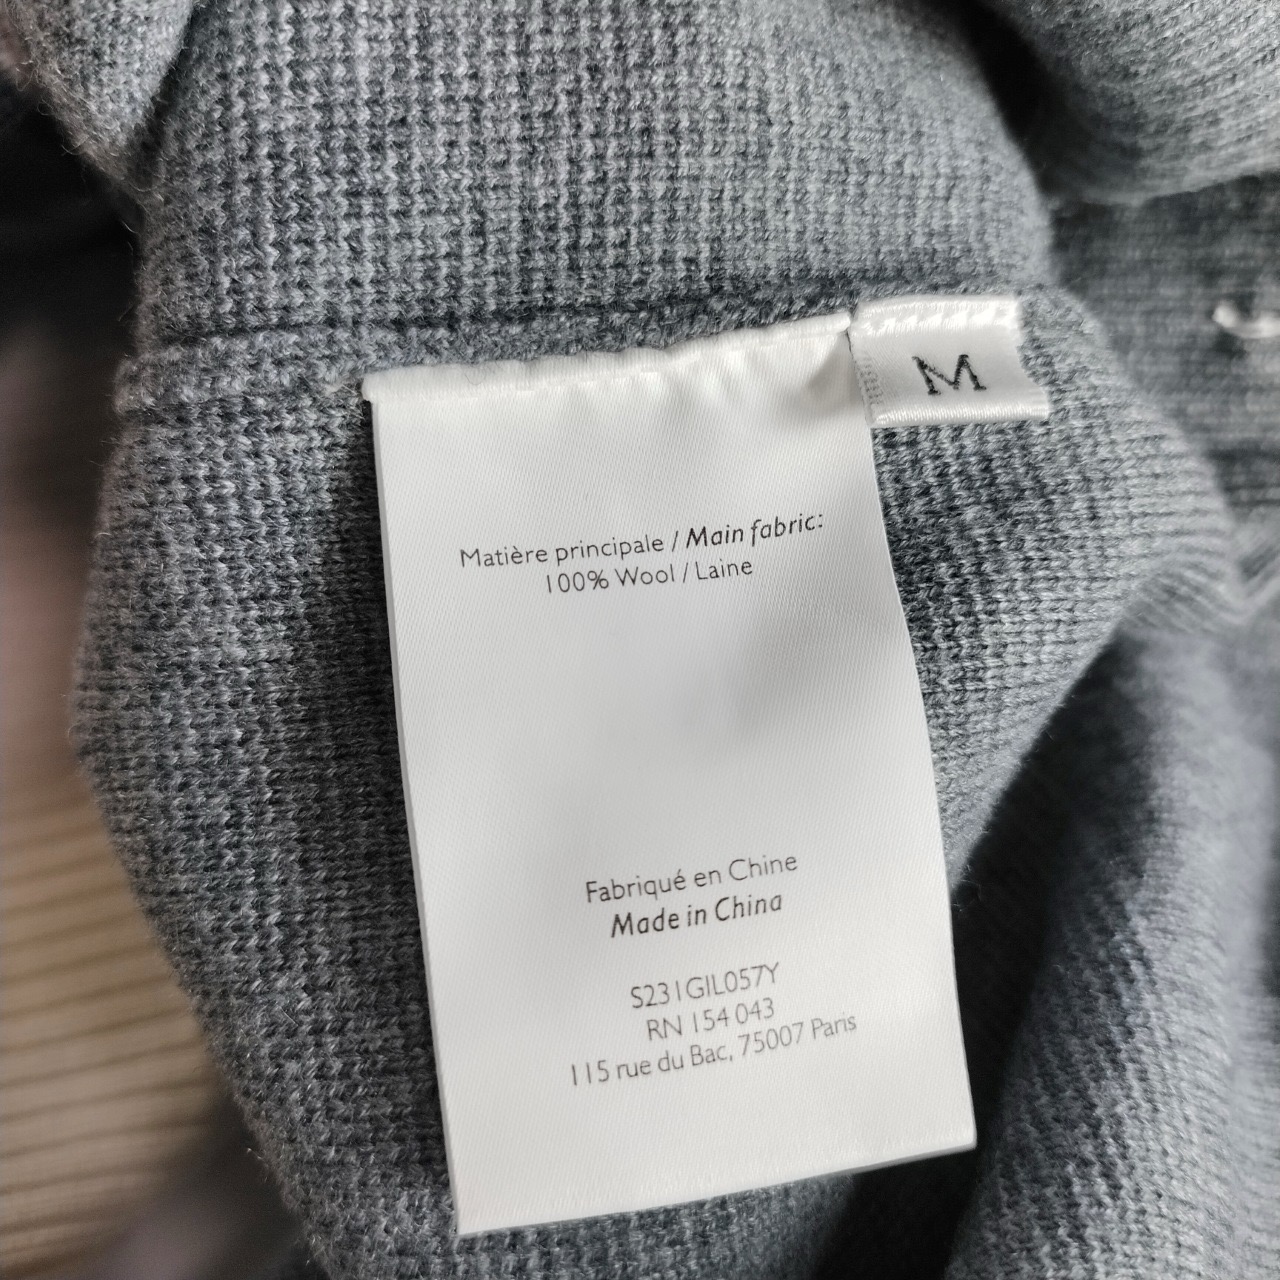 M
Matière principale / Main fabric:
100% Wool / Laine
Fabriqué en Chine
Made in China
S231GIL057Y
RN 154 043
115 rue du Bac, 75007 Paris